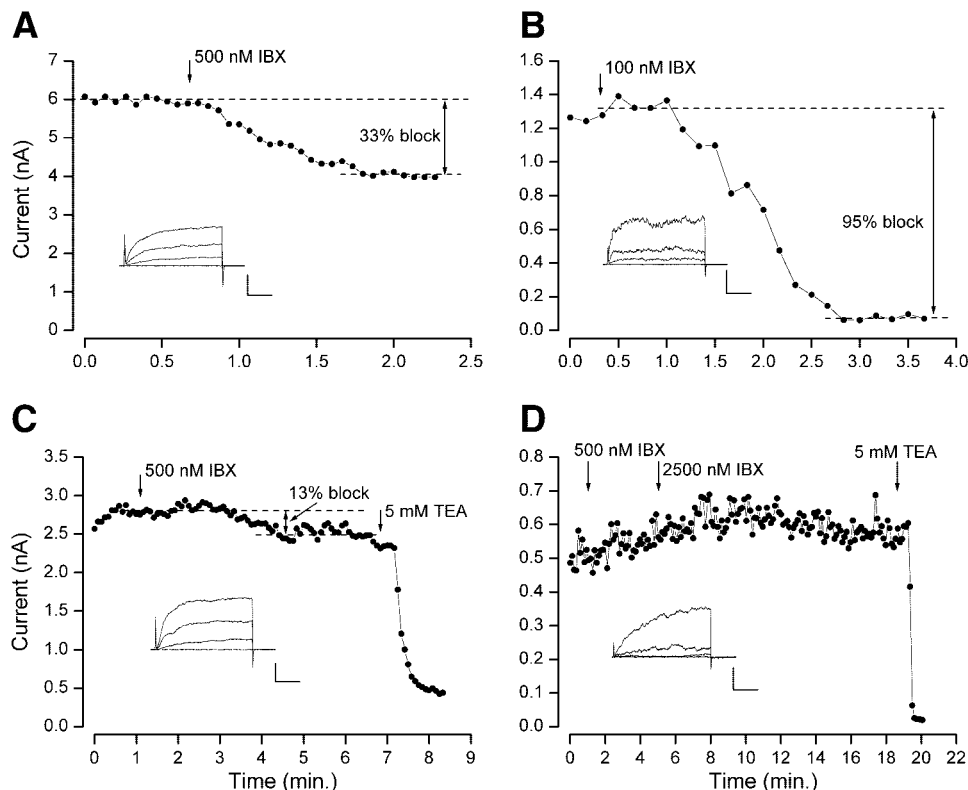 A
500 nM IBX
7
6
5
4
3
2
1
0
33% block
Current (nA)
0.0 0.5 1.0 1.5 2.0 2.5
B
100 nM IBX
1.6
1.4
1.2
1.0
0.8
0.6
0.4
0.2
0.0
95% block
0.0 0.5 1.0 1.5 2.0 2.5 3.0 3.5 4.0
C
500 nM IBX
13% block
5 mM TEA
3.5
3.0
2.5
2.0
1.5
1.0
0.5
0.0
Current (nA)
0 1 2 3 4 5 6 7 8 9
Time (min.)
D
500 nM IBX
2500 nM IBX
5 mM TEA
0.8
0.7
0.6
0.5
0.4
0.3
0.2
0.1
0.0
0 2 4 6 8 10 12 14 16 18 20 22
Time (min.)